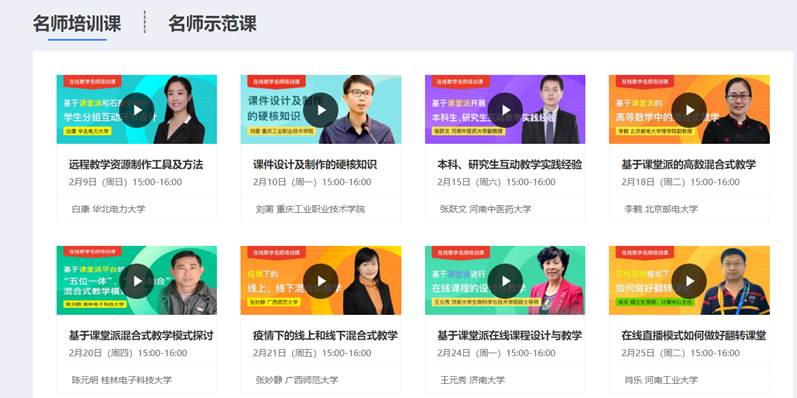 名师培训课 名师示范课
在线教学名师培训课 在线教学名师培训课 在线教学名师培训课 在线教学名师培训课
基于课堂派和石
学生分组互动 设计
白康 华北电力大学
课件设计及制作
的硬核知识
刘蘅 重庆工业职业技术学院
基于课堂派开展
本科生、研究生互动教学实践经验
张跃文 河南中医药大学副教授
基于课堂派的
高等数学中的混合式教学
李鹤 北京邮电大学理学院副教授
远程教学资源制作工具及方法 课件设计及制作的硬核知识 本科、研究生互动教学实践经验 基于课堂派的高数混合式教学
2月9日（周日）15:00-16:00 2月10日（周一）15:00-16:00 2月15日（周六）15:00-16:00 2月18日（周二）15:00-16:00
白康 华北电力大学 刘蘅 重庆工业职业技术学院 张跃文 河南中医药大学 李鹤 北京邮电大学
在线教学名师培训课 在线教学名师培训课 在线教学名师培训课 在线教学名师培训课
基于课堂派平台的
“五位一体”、 融合”
混合式教学模
陈元明 桂林电子科技大学
疫情下的
线上、线下混合式教学
张妙静 广西师范大学
基于课堂派进行
在线课程的设计与教学
王元秀 济南大学生物科学与技术学院硕士导师
在线直播模式下
如何做好翻转课堂
肖乐 硕士生导师、计算中心主任
基于课堂派混合式教学模式探讨 疫情下的线上和线下混合式教学 基于课堂派在线课程设计与教学 在线直播模式如何做好翻转课堂
2月20日（周四）15:00-16:00 2月21日（周五）15:00-16:00 2月24日（周一）15:00-16:00 2月25日（周二）15:00-16:00
陈元明 桂林电子科技大学 张妙静 广西师范大学 王元秀 济南大学 肖乐 河南工业大学